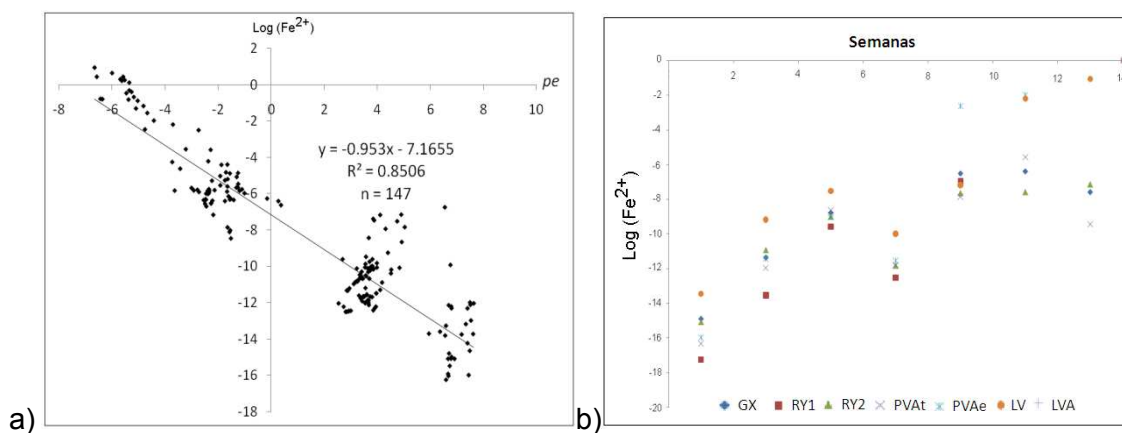 Log (Fe2+)
pe
2
0
-2
-4
-6
-8
-10
-12
-14
-16
-18
-8 -6 -4 -2 0 2 4 6 8 10
y = -0.953x - 7.1655
R² = 0.8506
n = 147
a)
Semanas
0
-2
-4
-6
-8
-10
-12
-14
-16
-18
-20
2 4 6 8 10 12 14
Log (Fe2+)
GX RY1 RY2 PVAt PVAe LV LVA
b)